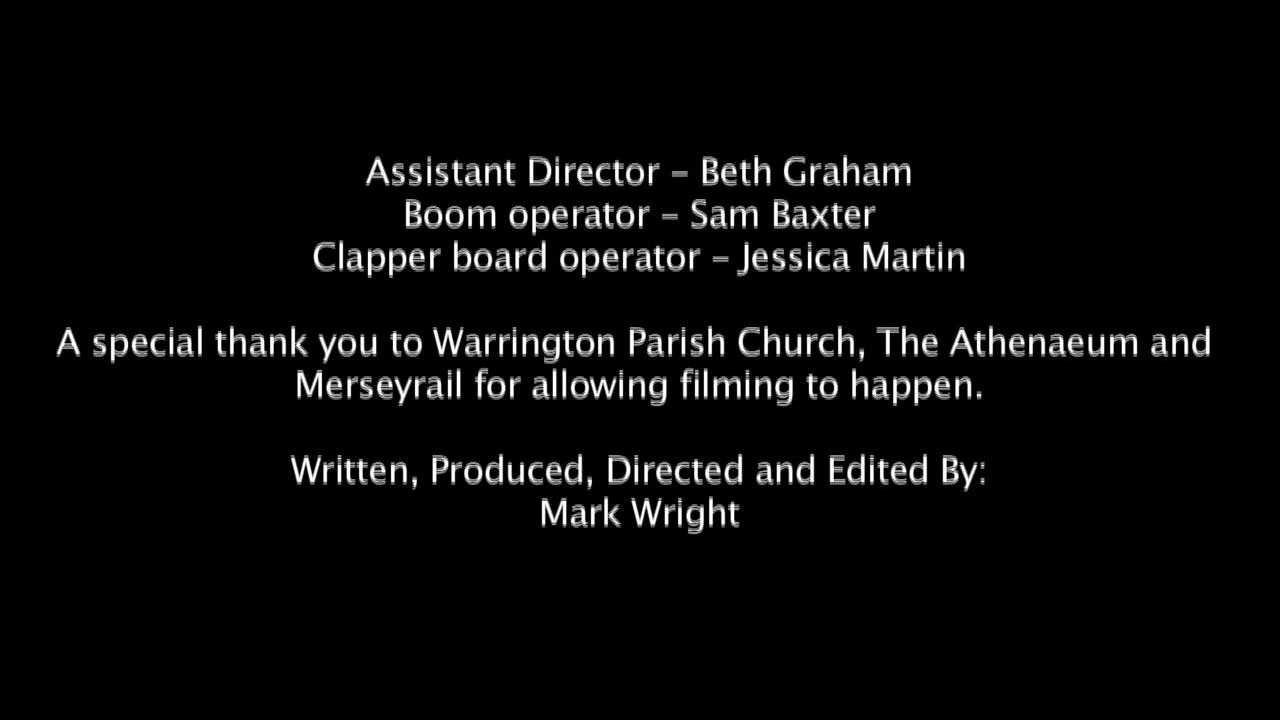 Assistant Director – Beth Graham
Boom operator – Sam Baxter
Clapper board operator – Jessica Martin
A special thank you to Warrington Parish Church, The Athenaeum and
Merseyrail for allowing filming to happen.
Written, Produced, Directed and Edited By:
Mark Wright